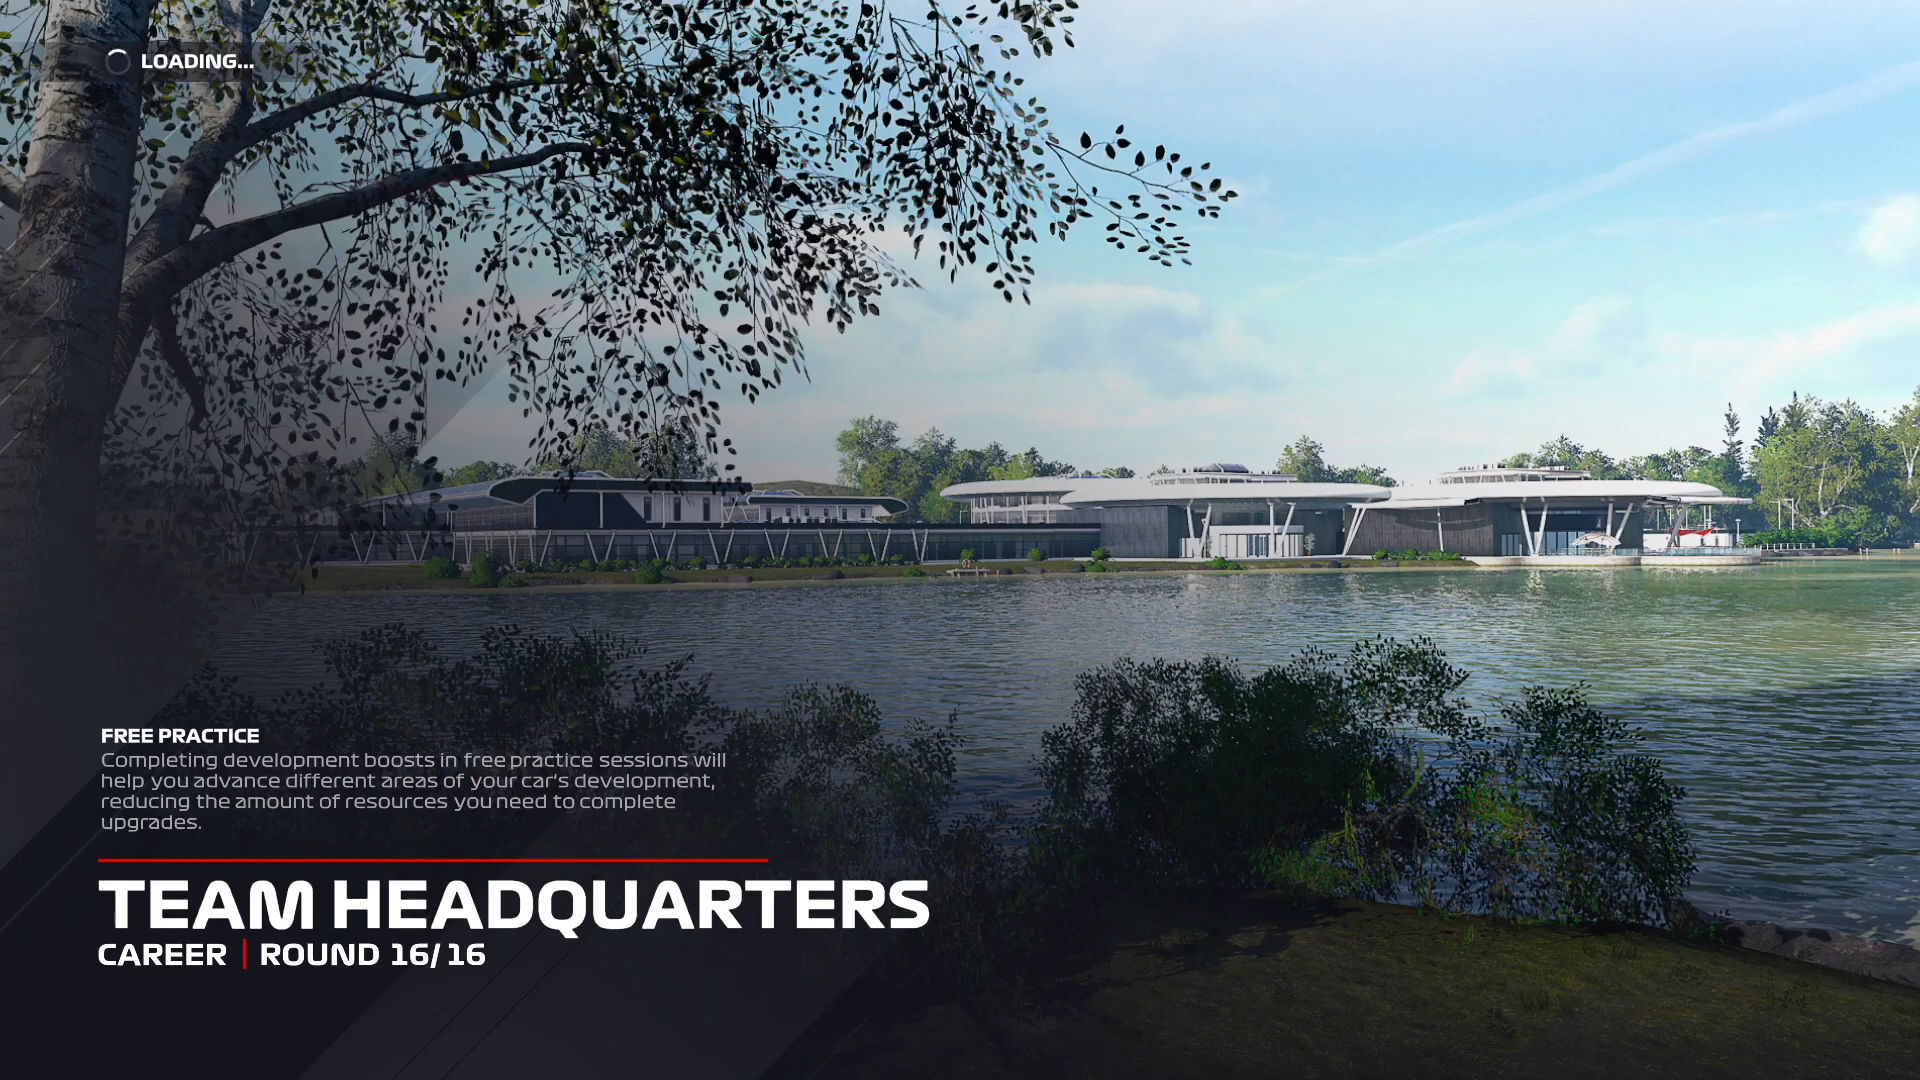 LOADING...
FREE PRACTICE
Completing development boosts in free practice sessions will
help you advance different areas of your car's development,
reducing the amount of resources you need to complete
upgrades.
TEAM HEADQUARTERS
CAREER | ROUND 16/16